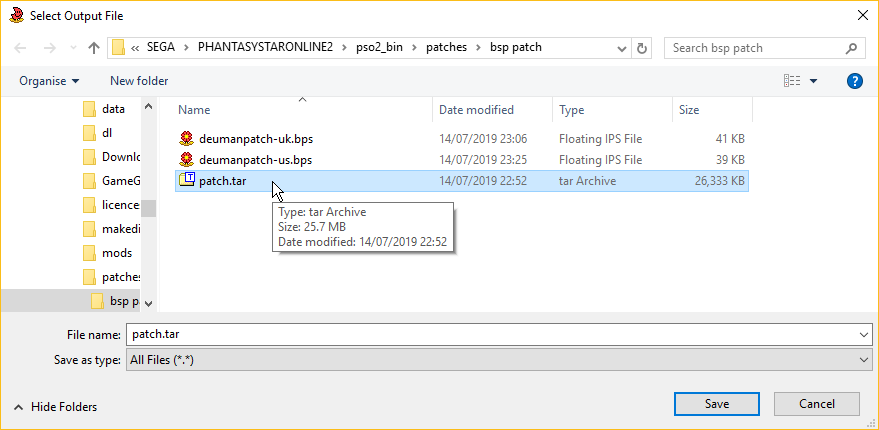 Select Output File
« SEGA > PHANTASYSTARONLINE2 > pso2_bin > patches > bsp patch
Search bsp patch
Organise New folder
Name Date modified Type Size
data
dl
Downlo
GameG
licence
makedi
mods
patches
bsp p
deumanpatch-uk.bps 14/07/2019 23:06 Floating IPS File 41 KB
deumanpatch-us.bps 14/07/2019 23:25 Floating IPS File 39 KB
patch.tar 14/07/2019 22:52 tar Archive 26,333 KB
Type: tar Archive
Size: 25.7 MB
Date modified: 14/07/2019 22:52
File name: patch.tar
Save as type: All Files (*.*)
Hide Folders Save Cancel